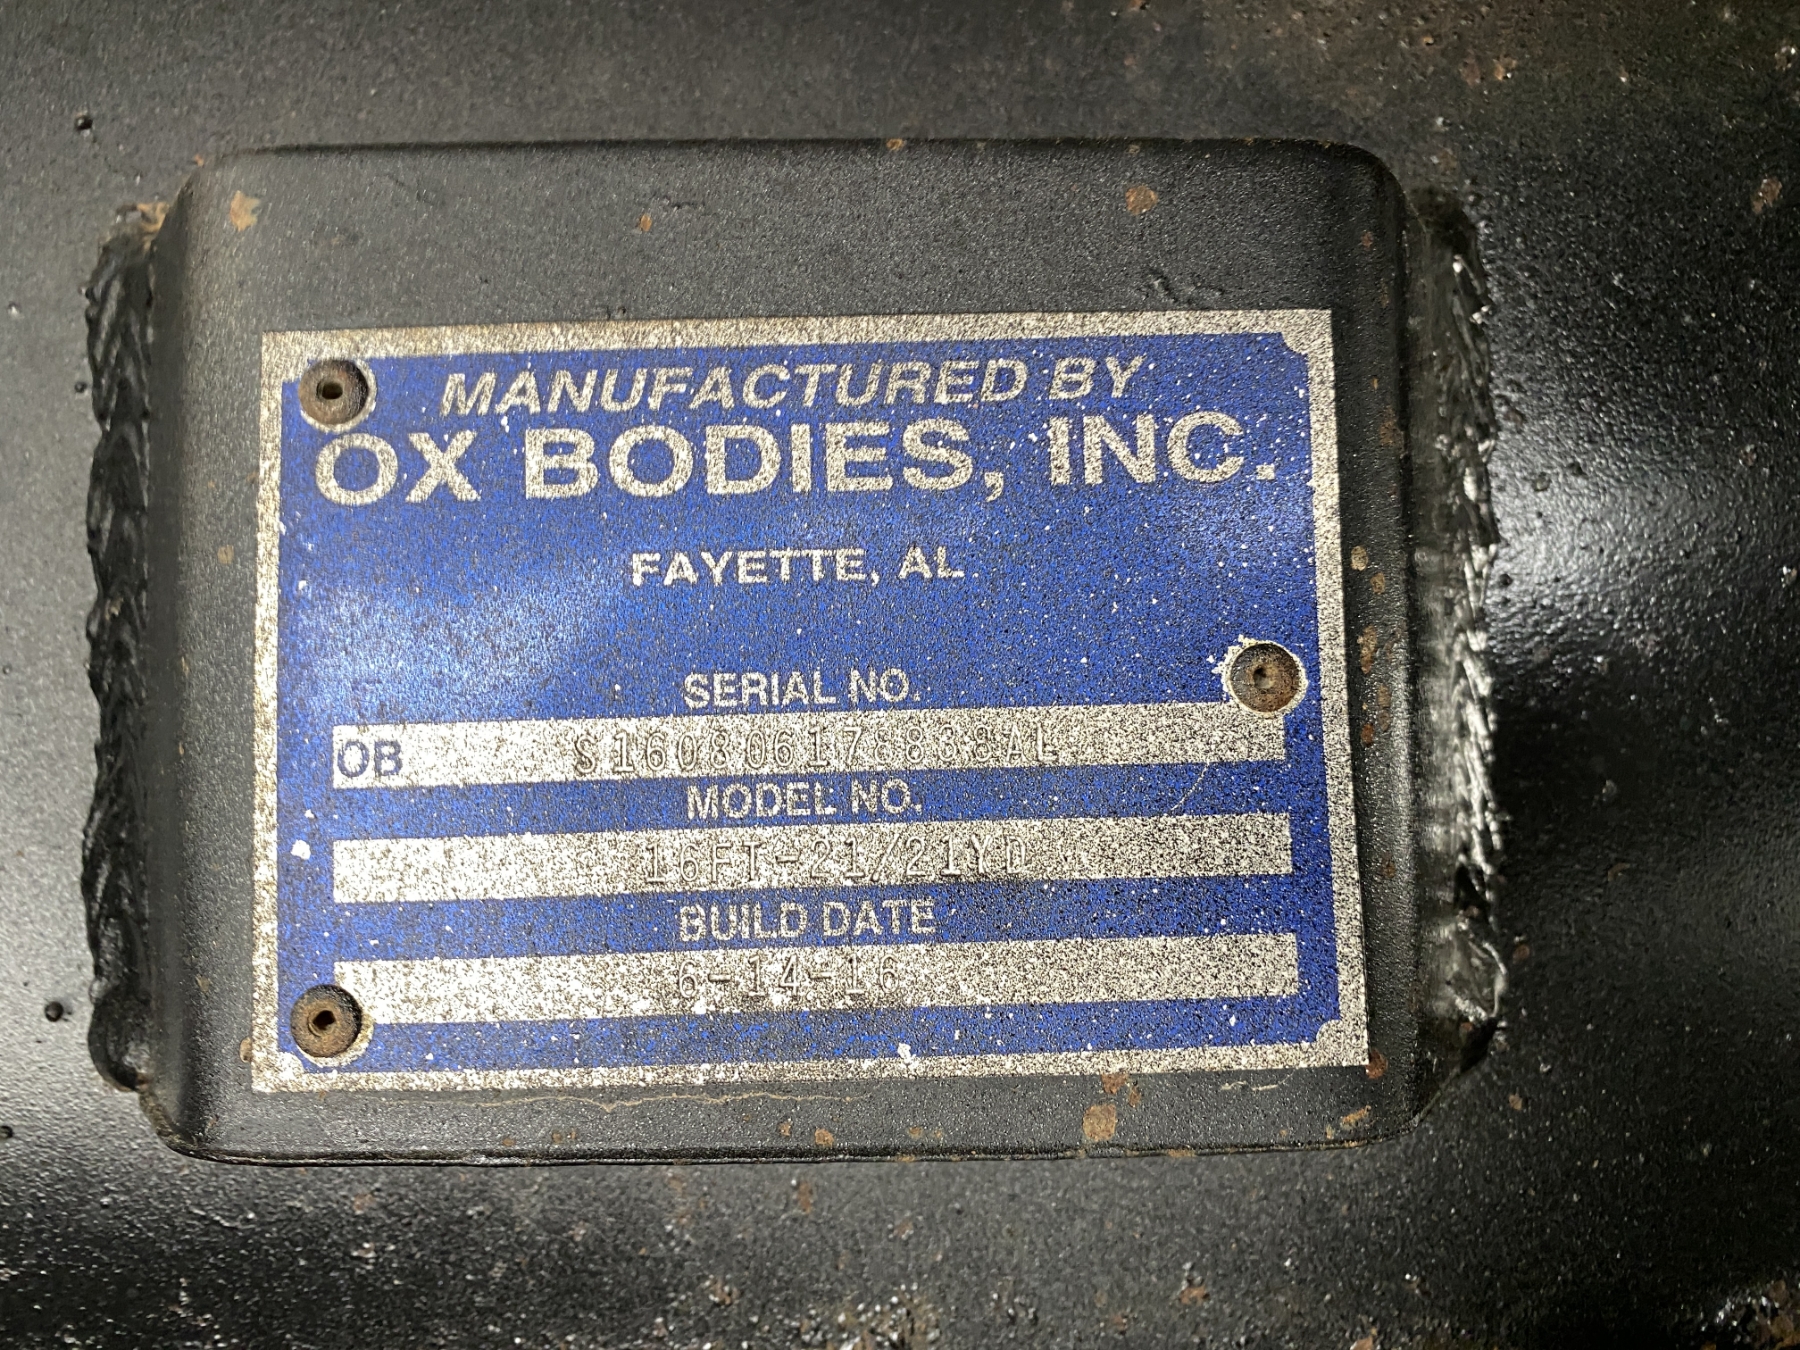 MANUFACTURED BY
OX BODIES, INC.
FAYETTE, AL
SERIAL NO.
OB S160806178838AL
MODEL NO.
16FT-21/21YD
BUILD DATE
6-14-16